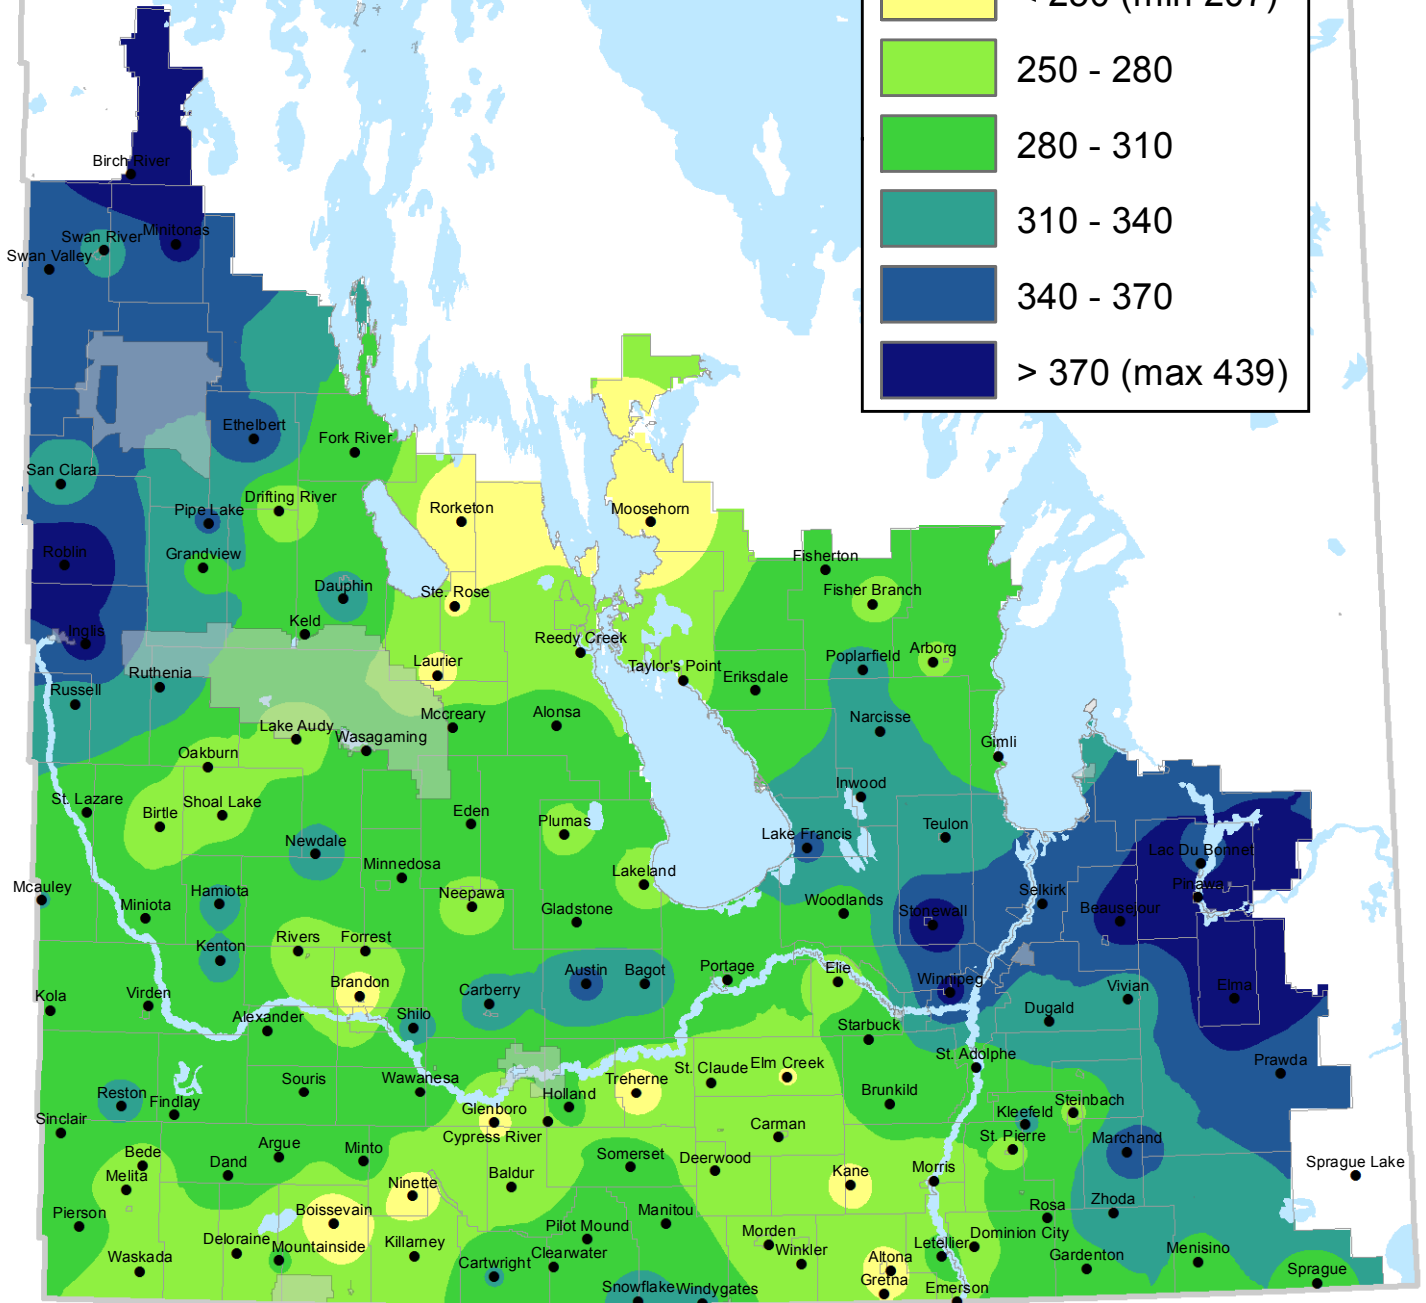 250 - 280
280 - 310
310 - 340
340 - 370
> 370 (max 439)
Birch River
Swan River
Minitonas
Swan Valley
Ethelbert
Fork River
San Clara
Drifting River
Pipe Lake
Rorketon
Moosehorn
Roblin
Grandview
Fisherton
Dauphin
Ste. Rose
Fisher Branch
Inglis
Keld
Reedy Creek
Laurier
Taylor's Point
Poplarfield
Arborg
Ruthenia
Eriksdale
Russell
Mccreary
Alonsa
Narcisse
Lake Audy
Wasagaming
Gimli
Oakburn
Inwood
St. Lazare
Birtle
Shoal Lake
Eden
Plumas
Lake Francis
Teulon
Newdale
Lac Du Bonnet
Minnedosa
Lakeland
Mcauley
Hamiota
Neepawa
Pinawa
Selkirk
Miniota
Gladstone
Woodlands
Stonewall
Beausejour
Kenton
Rivers
Forrest
Austin
Bagot
Portage
Elie
Winnipeg
Brandon
Carberry
Kola
Virden
Vivian
Elma
Alexander
Shilo
Dugald
Starbuck
St. Adolphe
Prawda
Souris
Wawanesa
Treherne
St. Claude
Elm Creek
Reston
Findlay
Holland
Brunkild
Steinbach
Glenboro
Kleefeld
Sinclair
Cypress River
Carman
St. Pierre
Marchand
Bede
Argue
Minto
Somerset
Deerwood
Melita
Dand
Baldur
Kane
Morris
Sprague Lake
Ninette
Pierson
Boissevain
Manitou
Rosa
Zhoda
Pilot Mound
Morden
Dominion City
Waskada
Deloraine
Mountainside
Killarney
Clearwater
Winkler
Letellier
Gardenton
Menisino
Cartwright
Altona
Sprague
Snowflake
Windygates
Gretna
Emerson